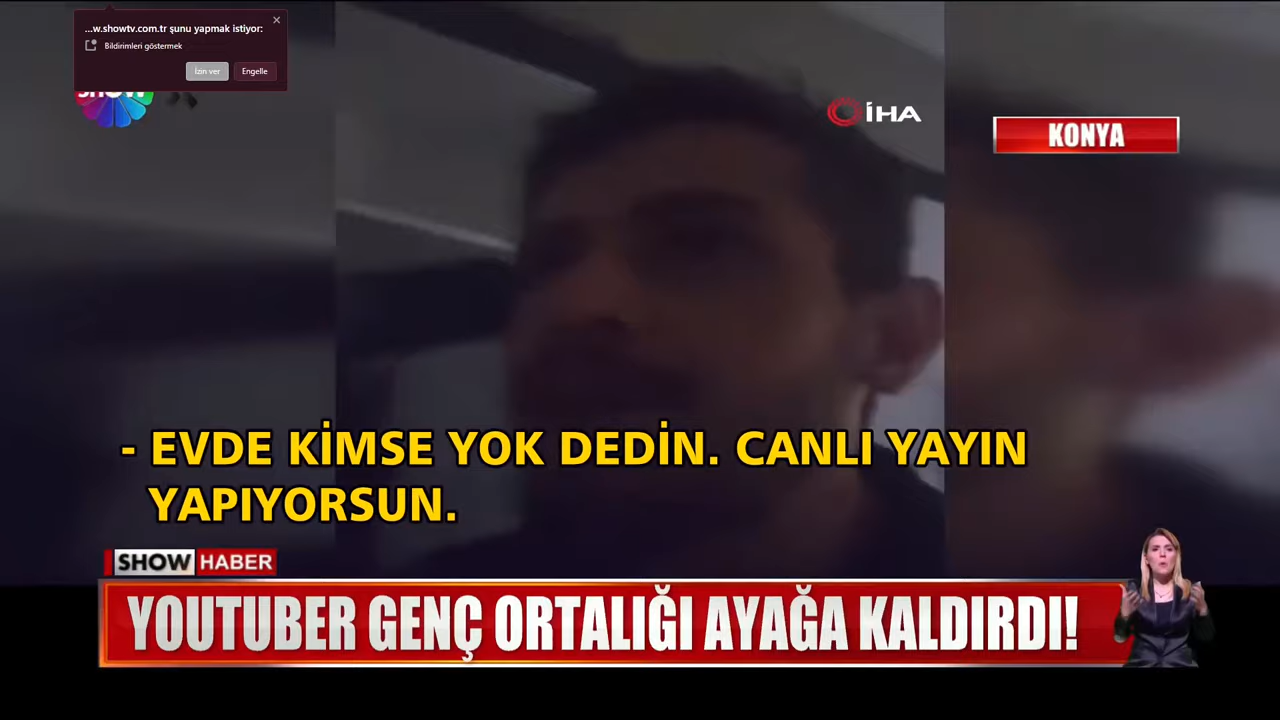 ...w.showtv.com.tr şunu yapmak istiyor:
Bildirimleri göstermek
İzin ver
Engelle
SHOW
İHA
KONYA
- EVDE KİMSE YOK DEDİN. CANLI YAYIN
YAPIYORSUN.
SHOW HABER
YOUTUBER GENÇ ORTALIĞI AYAĞA KALDIRDI!